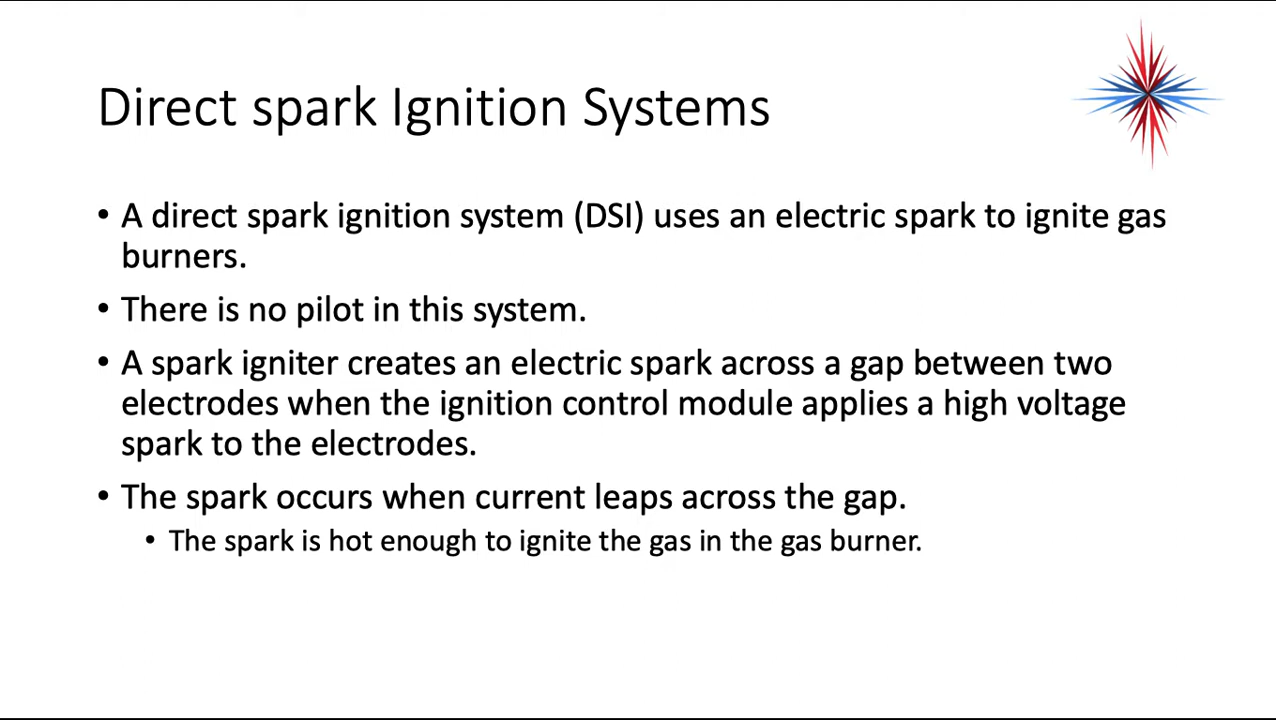 Direct spark Ignition Systems
• A direct spark ignition system (DSI) uses an electric spark to ignite gas
burners.
• There is no pilot in this system.
• A spark igniter creates an electric spark across a gap between two
electrodes when the ignition control module applies a high voltage
spark to the electrodes.
• The spark occurs when current leaps across the gap.
• The spark is hot enough to ignite the gas in the gas burner.